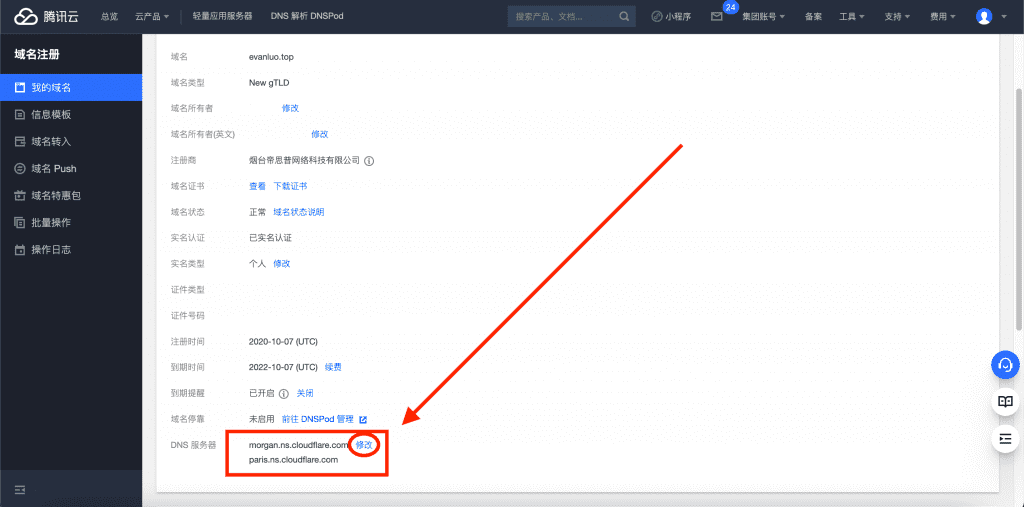 腾讯云 总览 云产品 轻量应用服务器 DNS 解析 DNSPod 搜索产品、文档... 小程序 24 集团账号 备案 工具 支持 费用
域名注册
我的域名
信息模板
域名转入
域名 Push
域名特惠包
批量操作
操作日志
域名 evanluo.top
域名类型 New gTLD
域名所有者 修改
域名所有者(英文) 修改
注册商 烟台帝思普网络科技有限公司
域名证书 查看 下载证书
域名状态 正常 域名状态说明
实名认证 已实名认证
实名类型 个人 修改
证件类型
证件号码
注册时间 2020-10-07 (UTC)
到期时间 2022-10-07 (UTC) 续费
到期提醒 已开启 关闭
域名停靠 未启用 前往 DNSPod 管理
DNS 服务器 morgan.ns.cloudflare.com 修改
paris.ns.cloudflare.com